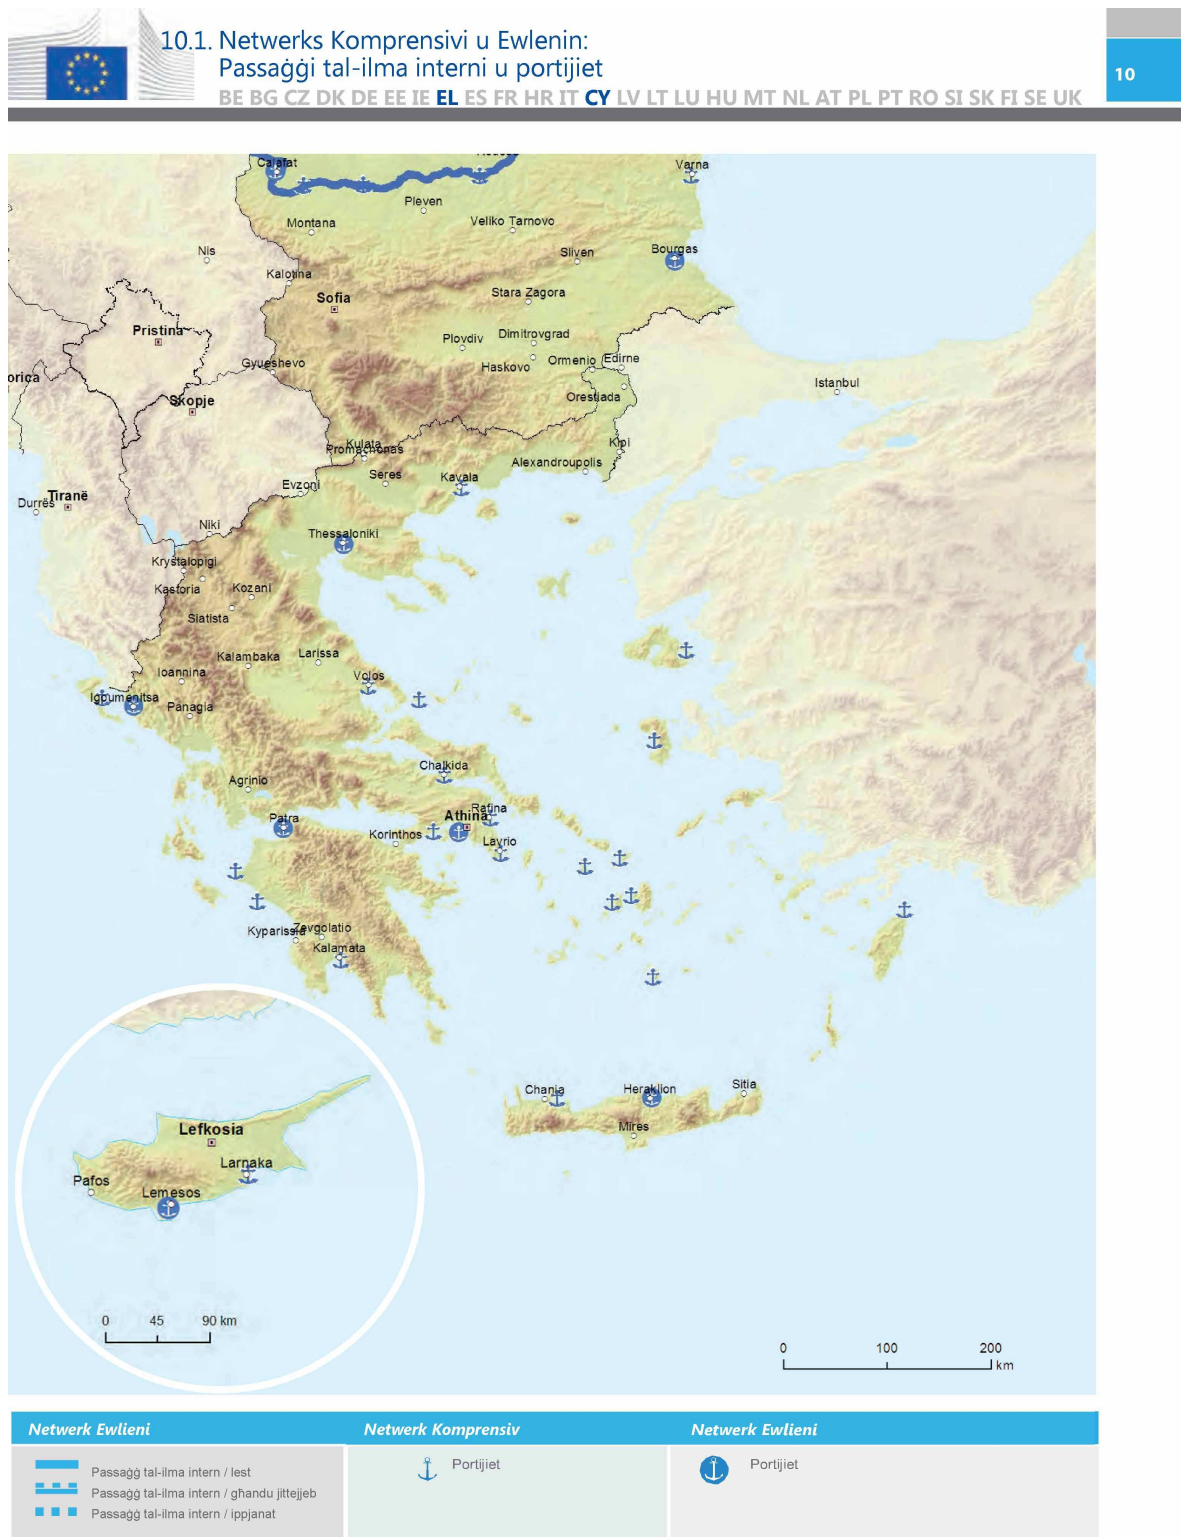 10.1. Netwerks Komprensivi u Ewlenin:
Passaġġi tal-ilma interni u portijiet
BE BG CZ DK DE EE IE EL ES FR HR IT CY LV LT LU HU MT NL AT PL PT RO SI SK FI SE UK
10
Calafat
Varna
Pleven
Montana
Veliko Tarnovo
Nis
Sliven
Bourgas
Kalotina
Sofia
Stara Zagora
Pristina
Plovdiv
Dimitrovgrad
Gyueshevo
Haskovo
Ormenio
Edirne
orica
Istanbul
Skopje
Orestiada
Kulata
Promachonas
Kipi
Alexandroupolis
Seres
Kavala
Evzoni
Tiranë
Durrës
Niki
Thessaloniki
Krystalopigi
Kastoria
Kozani
Siatista
Kalambaka
Larissa
Ioannina
Volos
Igoumenitsa
Panagia
Chalkida
Agrinio
Rafina
Athina
Patra
Korinthos
Lavrio
Kyparissia
Zevgolatio
Kalamata
Chania
Heraklion
Sitia
Mires
Lefkosia
Larnaka
Pafos
Lemesos
0 45 90 km
0 100 200
km
Netwerk Ewlieni
Netwerk Komprensiv
Netwerk Ewlieni
Passaġġ tal-ilma intern / lest
Passaġġ tal-ilma intern / għandu jittejjeb
Passaġġ tal-ilma intern / ippjanat
Portijiet
Portijiet